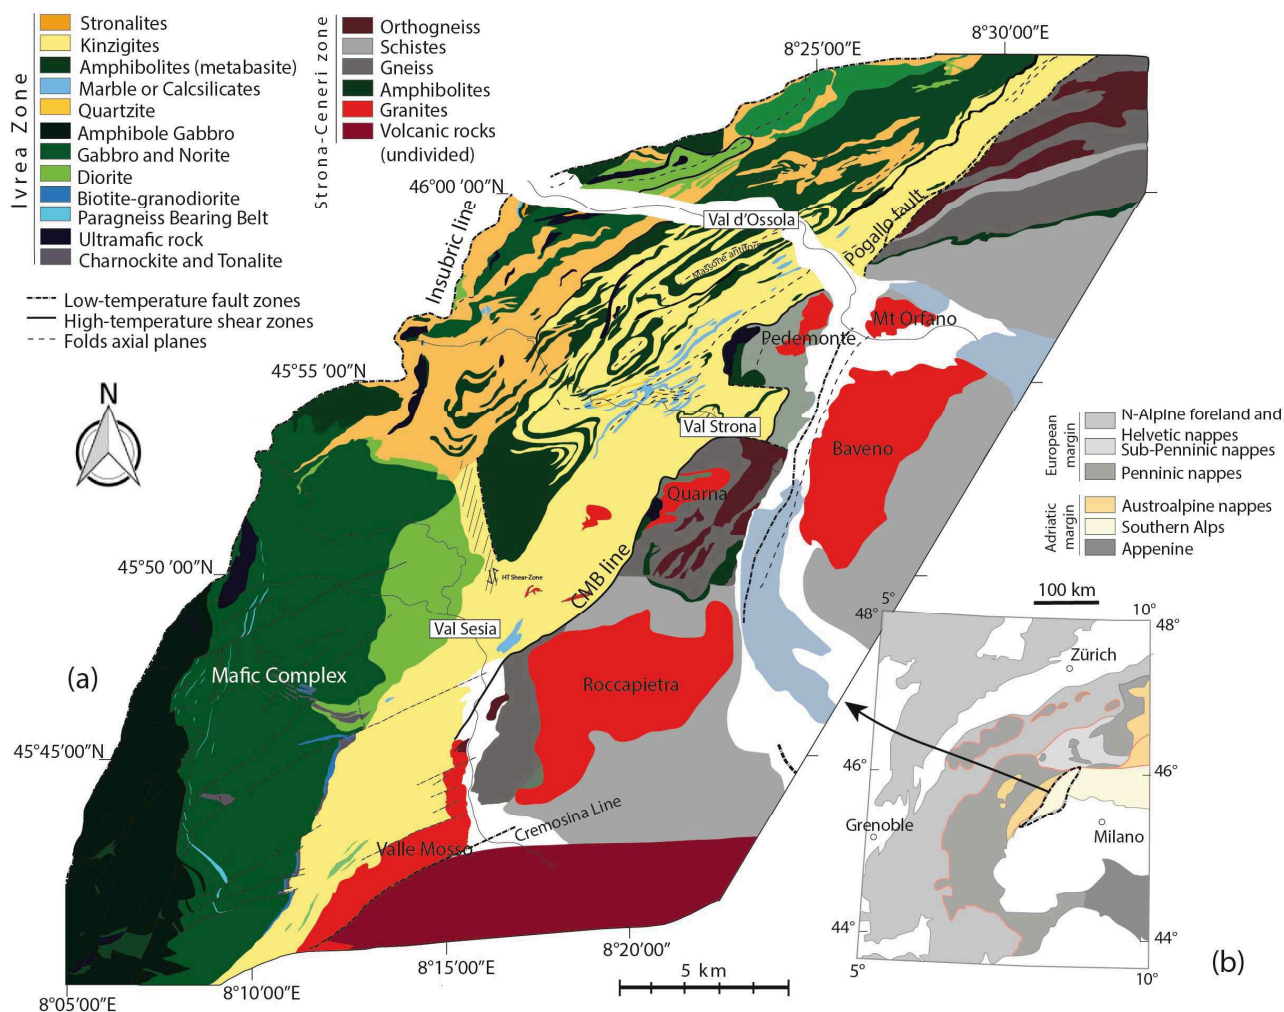 Ivrea Zone
Stronalites
Kinzigites
Amphibolites (metabasite)
Marble or Calcsilicates
Quartzite
Amphibole Gabbro
Gabbro and Norite
Diorite
Biotite-granodiorite
Paragneiss Bearing Belt
Ultramafic rock
Charnockite and Tonalite
Strona-Ceneri zone
Orthogneiss
Schistes
Gneiss
Amphibolites
Granites
Volcanic rocks
(undivided)
Low-temperature fault zones
High-temperature shear zones
Folds axial planes
N
8°30'00"E
8°25'00"E
46°00 '00"N
45°55 '00"N
45°50 '00"N
45°45'00"N
8°05'00"E
8°10'00"E
8°15'00"E
8°20'00"
5 km
Insubric line
Val d'Ossola
Pogallo fault
Massone antiform
Mt Orfano
Pedemonte
Val Strona
Baveno
Quarna
HT Shear-Zone
CMB line
Val Sesia
Mafic Complex
(a)
Roccapietra
Cremosina Line
Valle Mosso
European
margin
N-Alpine foreland and
Helvetic nappes
Sub-Penninic nappes
Penninic nappes
Adriatic
margin
Austroalpine nappes
Southern Alps
Appenine
100 km
48°
5°
10°
48°
Zürich
46°
46°
Grenoble
Milano
44°
44°
5°
10°
(b)